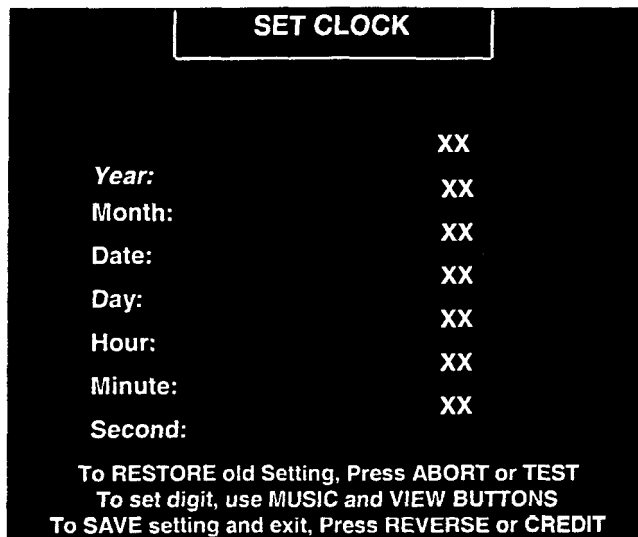 SET CLOCK
XX
Year:
XX
Month:
XX
Date:
XX
Day:
XX
Hour:
XX
Minute:
XX
Second:
To RESTORE old Setting, Press ABORT or TEST
To set digit, use MUSIC and VIEW BUTTONS
To SAVE setting and exit, Press REVERSE or CREDIT